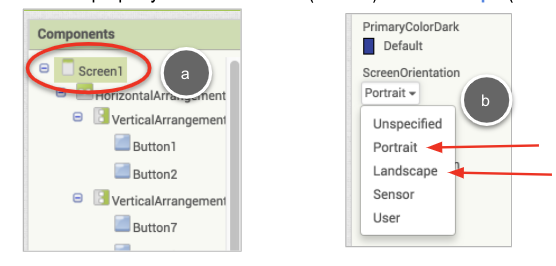 Components
Screen1
a
HorizontalArrangement
VerticalArrangement
Button1
Button2
VerticalArrangement
Button7
PrimaryColorDark
Default
ScreenOrientation
Portrait
b
Unspecified
Portrait
Landscape
Sensor
User